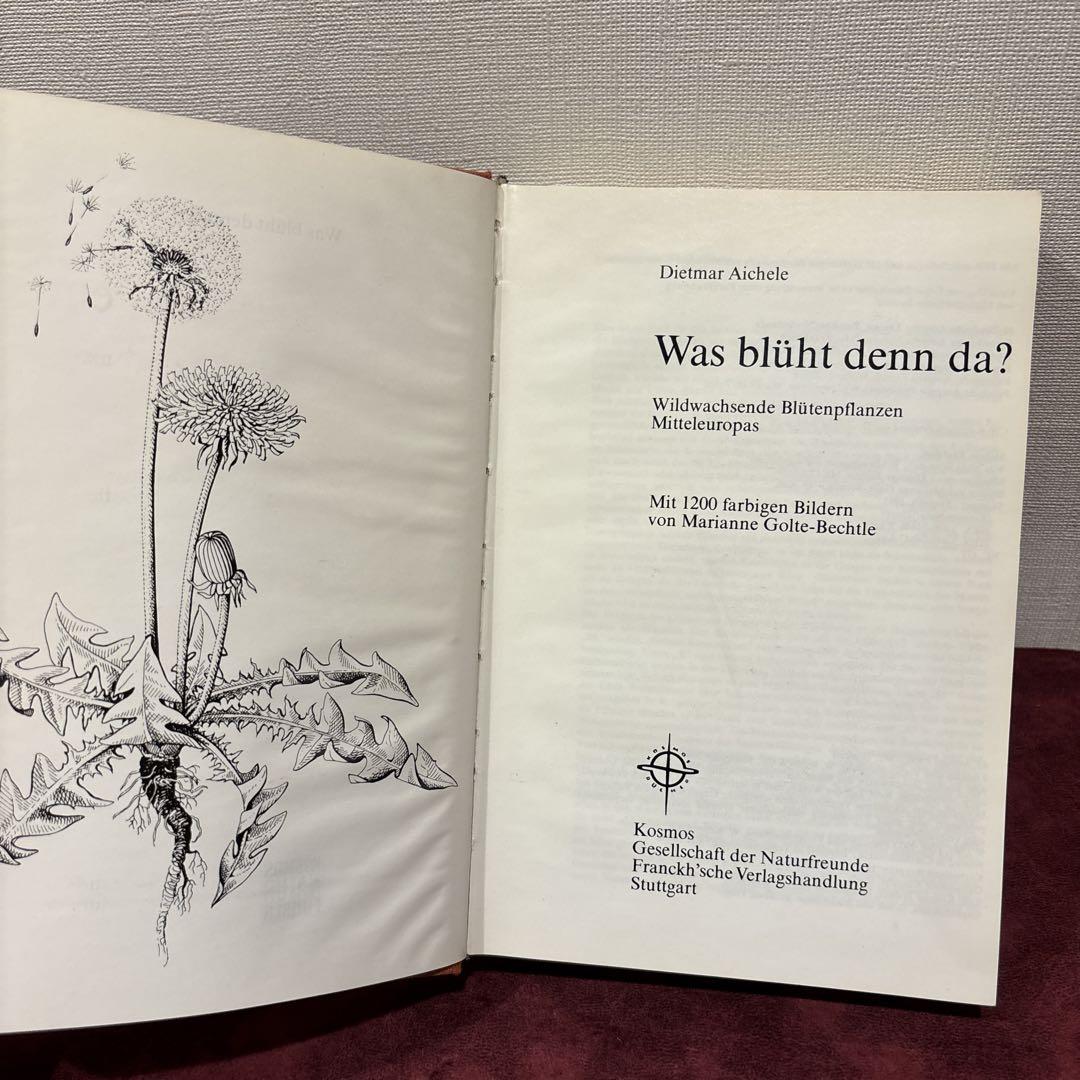 Dietmar Aichele
Was blüht denn da?
Wildwachsende Blütenpflanzen
Mitteleuropas
Mit 1200 farbigen Bildern
von Marianne Golte-Bechtle
KOSMOS
Kosmos
Gesellschaft der Naturfreunde
Franckh'sche Verlagshandlung
Stuttgart